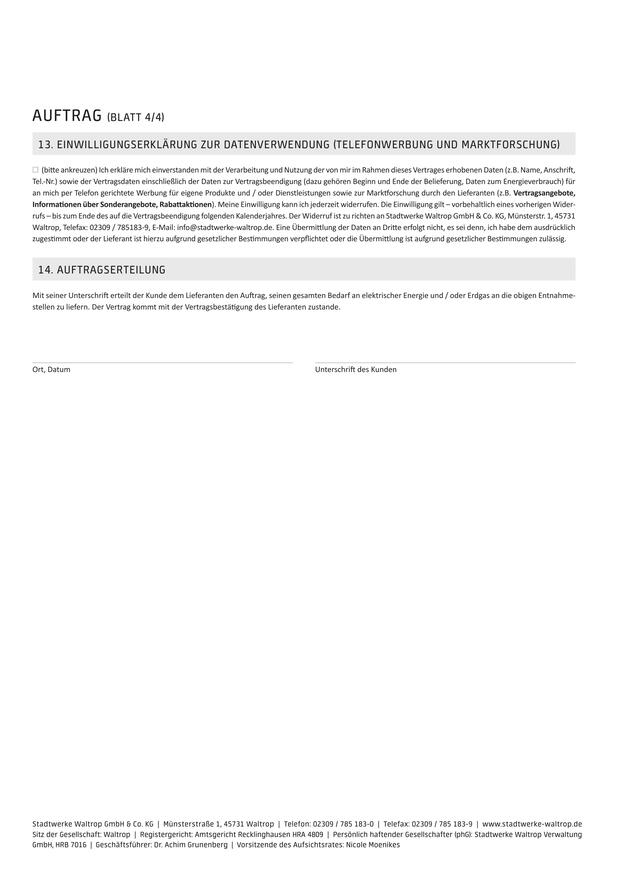 AUFTRAG (BLATT 4/4)
13. EINWILLIGUNGSERKLÄRUNG ZUR DATENVERWENDUNG (TELEFONWERBUNG UND MARKTFORSCHUNG)
☐ (bitte ankreuzen) Ich erkläre mich einverstanden mit der Verarbeitung und Nutzung der von mir im Rahmen dieses Vertrages erhobenen Daten (z.B. Name, Anschrift,
Tel.-Nr.) sowie der Vertragsdaten einschließlich der Daten zur Vertragsbeendigung (dazu gehören Beginn und Ende der Belieferung, Daten zum Energieverbrauch) für
an mich per Telefon gerichtete Werbung für eigene Produkte und / oder Dienstleistungen sowie zur Marktforschung durch den Lieferanten (z.B. Vertragsangebote,
Informationen über Sonderangebote, Rabattaktionen). Meine Einwilligung kann ich jederzeit widerrufen. Die Einwilligung gilt – vorbehaltlich eines vorherigen Wider-
rufs – bis zum Ende des auf die Vertragsbeendigung folgenden Kalenderjahres. Der Widerruf ist zu richten an Stadtwerke Waltrop GmbH & Co. KG, Münsterstr. 1, 45731
Waltrop, Telefax: 02309 / 785183-9, E-Mail: info@stadtwerke-waltrop.de. Eine Übermittlung der Daten an Dritte erfolgt nicht, es sei denn, ich habe dem ausdrücklich
zugestimmt oder der Lieferant ist hierzu aufgrund gesetzlicher Bestimmungen verpflichtet oder die Übermittlung ist aufgrund gesetzlicher Bestimmungen zulässig.
14. AUFTRAGSERTEILUNG
Mit seiner Unterschrift erteilt der Kunde dem Lieferanten den Auftrag, seinen gesamten Bedarf an elektrischer Energie und / oder Erdgas an die obigen Entnahme-
stellen zu liefern. Der Vertrag kommt mit der Vertragsbestätigung des Lieferanten zustande.
Ort, Datum
Unterschrift des Kunden
Stadtwerke Waltrop GmbH & Co. KG | Münsterstraße 1, 45731 Waltrop | Telefon: 02309 / 785 183-0 | Telefax: 02309 / 785 183-9 | www.stadtwerke-waltrop.de
Sitz der Gesellschaft: Waltrop | Registergericht: Amtsgericht Recklinghausen HRA 4809 | Persönlich haftender Gesellschafter (phG): Stadtwerke Waltrop Verwaltung
GmbH, HRB 7016 | Geschäftsführer: Dr. Achim Grunenberg | Vorsitzende des Aufsichtsrates: Nicole Moenikes